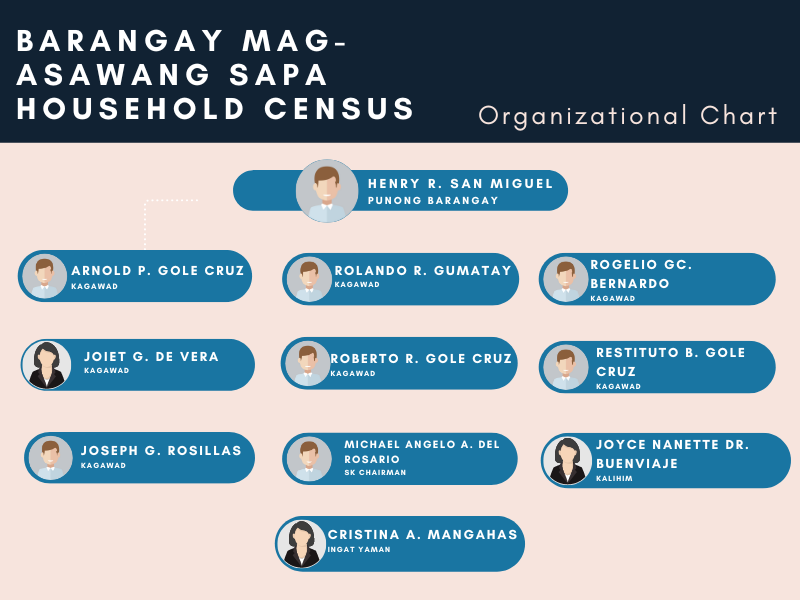 BARANGAY MAG-
ASAWANG SAPA
HOUSEHOLD CENSUS
Organizational Chart
HENRY R. SAN MIGUEL
PUNONG BARANGAY
ARNOLD P. GOLE CRUZ
KAGAWAD
ROLANDO R. GUMATAY
KAGAWAD
ROGELIO GC.
BERNARDO
KAGAWAD
JOIET G. DE VERA
KAGAWAD
ROBERTO R. GOLE CRUZ
KAGAWAD
RESTITUTO B. GOLE
CRUZ
KAGAWAD
JOSEPH G. ROSILLAS
KAGAWAD
MICHAEL ANGELO A. DEL
ROSARIO
SK CHAIRMAN
JOYCE NANETTE DR.
BUENVIAJE
KALIHIM
CRISTINA A. MANGAHAS
INGAT YAMAN